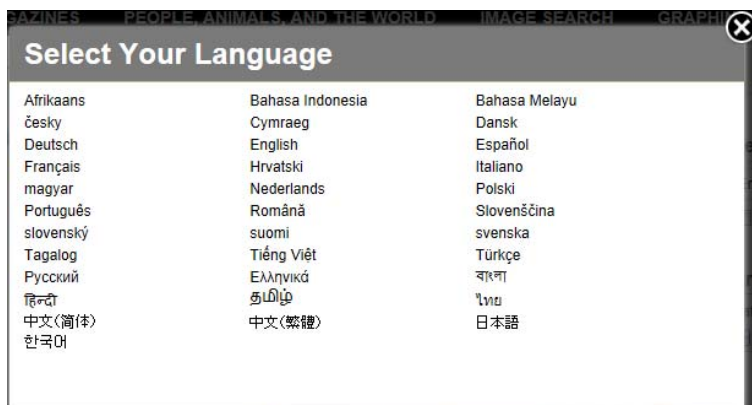 GAZINES PEOPLE, ANIMALS, AND THE WORLD IMAGE SEARCH GRAPHI
Select Your Language
Afrikaans Bahasa Indonesia Bahasa Melayu
česky Cymraeg Dansk
Deutsch English Español
Français Hrvatski Italiano
magyar Nederlands Polski
Português Română Slovenščina
slovenský suomi svenska
Tagalog Tiếng Việt Türkçe
Русский Ελληνικά বাংলা
हिन्दी தமிழ் ไทย
中文(简体) 中文(繁體) 日本語
한국어